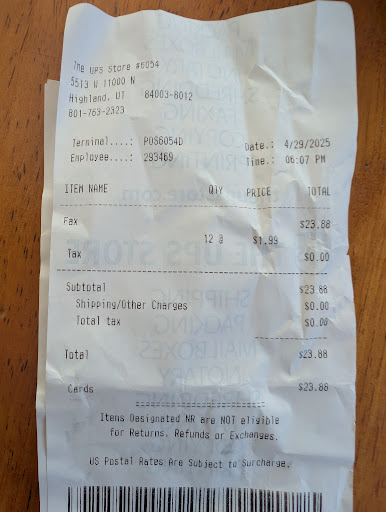 The UPS Store #6054
5513 W 11000 N
Highland, UT 84003-8012
801-763-2323
Terminal....: POS6054D Date.: 4/29/2025
Employee....: 293469 Time.: 06:07 PM
ITEM NAME QTY PRICE TOTAL
Fax $23.88
12 @ $1.99
Tax $0.00
Subtotal $23.88
Shipping/Other Charges $0.00
Total tax $0.00
Total $23.88
Cards $23.88
Items Designated NR are NOT eligible
for Returns, Refunds or Exchanges.
US Postal Rates Are Subject to Surcharge.